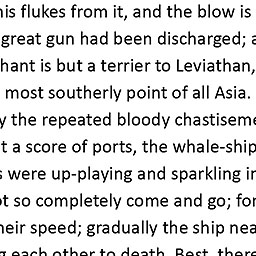 his flukes from it, and the blow is
great gun had been discharged; a
hant is but a terrier to Leviathan,
most southerly point of all Asia.
y the repeated bloody chastiseme
t a score of ports, the whale-ship
s were up-playing and sparkling in
ot so completely come and go; for
heir speed; gradually the ship nea
g each other to death. Best, there